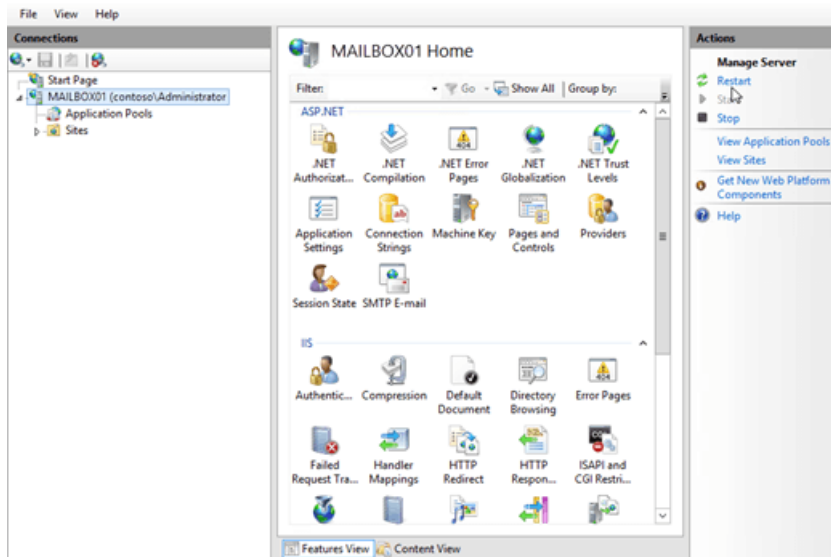 File View Help
Connections
Start Page
MAILBOX01 (contoso\Administrator
Application Pools
Sites
MAILBOX01 Home
Filter: Go Show All Group by:
ASP.NET
.NET Authorizat...
.NET Compilation
.NET Error Pages
.NET Globalization
.NET Trust Levels
Application Settings
Connection Strings
Machine Key
Pages and Controls
Providers
Session State
SMTP E-mail
IIS
Authentic...
Compression
Default Document
Directory Browsing
Error Pages
Failed Request Tra...
Handler Mappings
HTTP Redirect
HTTP Respon...
ISAPI and CGI Restri...
Features View Content View
Actions
Manage Server
Restart
Stop
View Application Pools
View Sites
Get New Web Platform
Components
Help